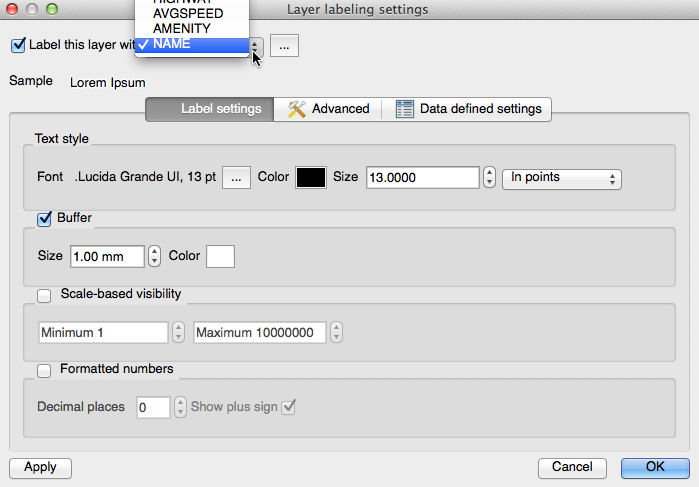 Layer labeling settings
HIGHWAY
AVGSPEED
AMENITY
Label this layer wit ✓ NAME ...
Sample Lorem Ipsum
Label settings Advanced Data defined settings
Text style
Font .Lucida Grande UI, 13 pt ... Color Size 13.0000 In points
Buffer
Size 1.00 mm Color
Scale-based visibility
Minimum 1 Maximum 10000000
Formatted numbers
Decimal places 0 Show plus sign
Apply Cancel OK